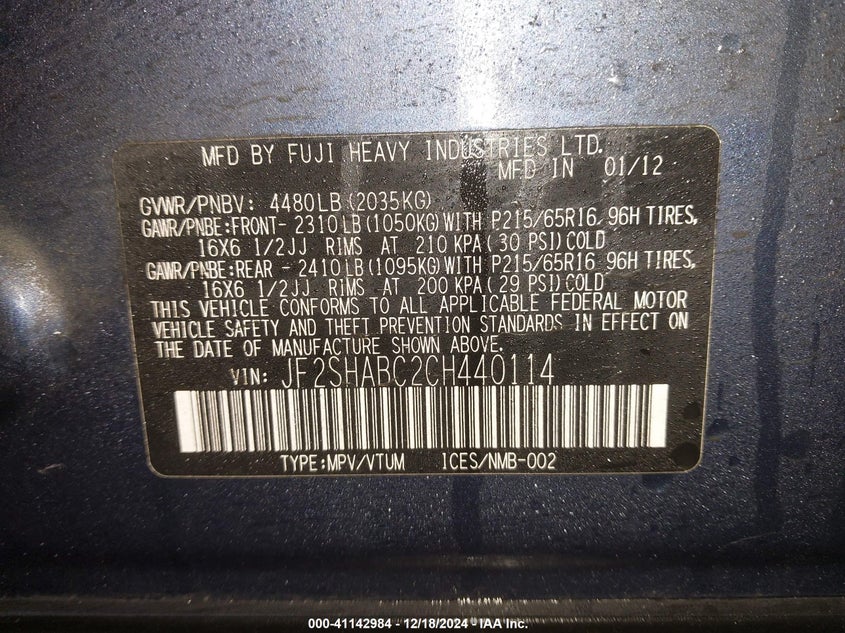 MFD BY FUJI HEAVY INDUSTRIES LTD.
MFD IN 01/12
GVWR/PNBV: 4480LB(2035KG)
GAWR/PNBE:FRONT- 2310LB(1050KG)WITH P215/65R16 96H TIRES,
16X6 1/2JJ RIMS AT 210 KPA(30 PSI)COLD
GAWR/PNBE:REAR - 2410LB(1095KG)WITH P215/65R16 96H TIRES,
16X6 1/2JJ RIMS AT 200 KPA(29 PSI)COLD
THIS VEHICLE CONFORMS TO ALL APPLICABLE FEDERAL MOTOR
VEHICLE SAFETY AND THEFT PREVENTION STANDARDS IN EFFECT ON
THE DATE OF MANUFACTURE SHOWN ABOVE.
VIN: JF2SHABC2CH440114
TYPE:MPV/VTUM ICES/NMB-002
000-41142984 - 12/18/2024 - IAA Inc.